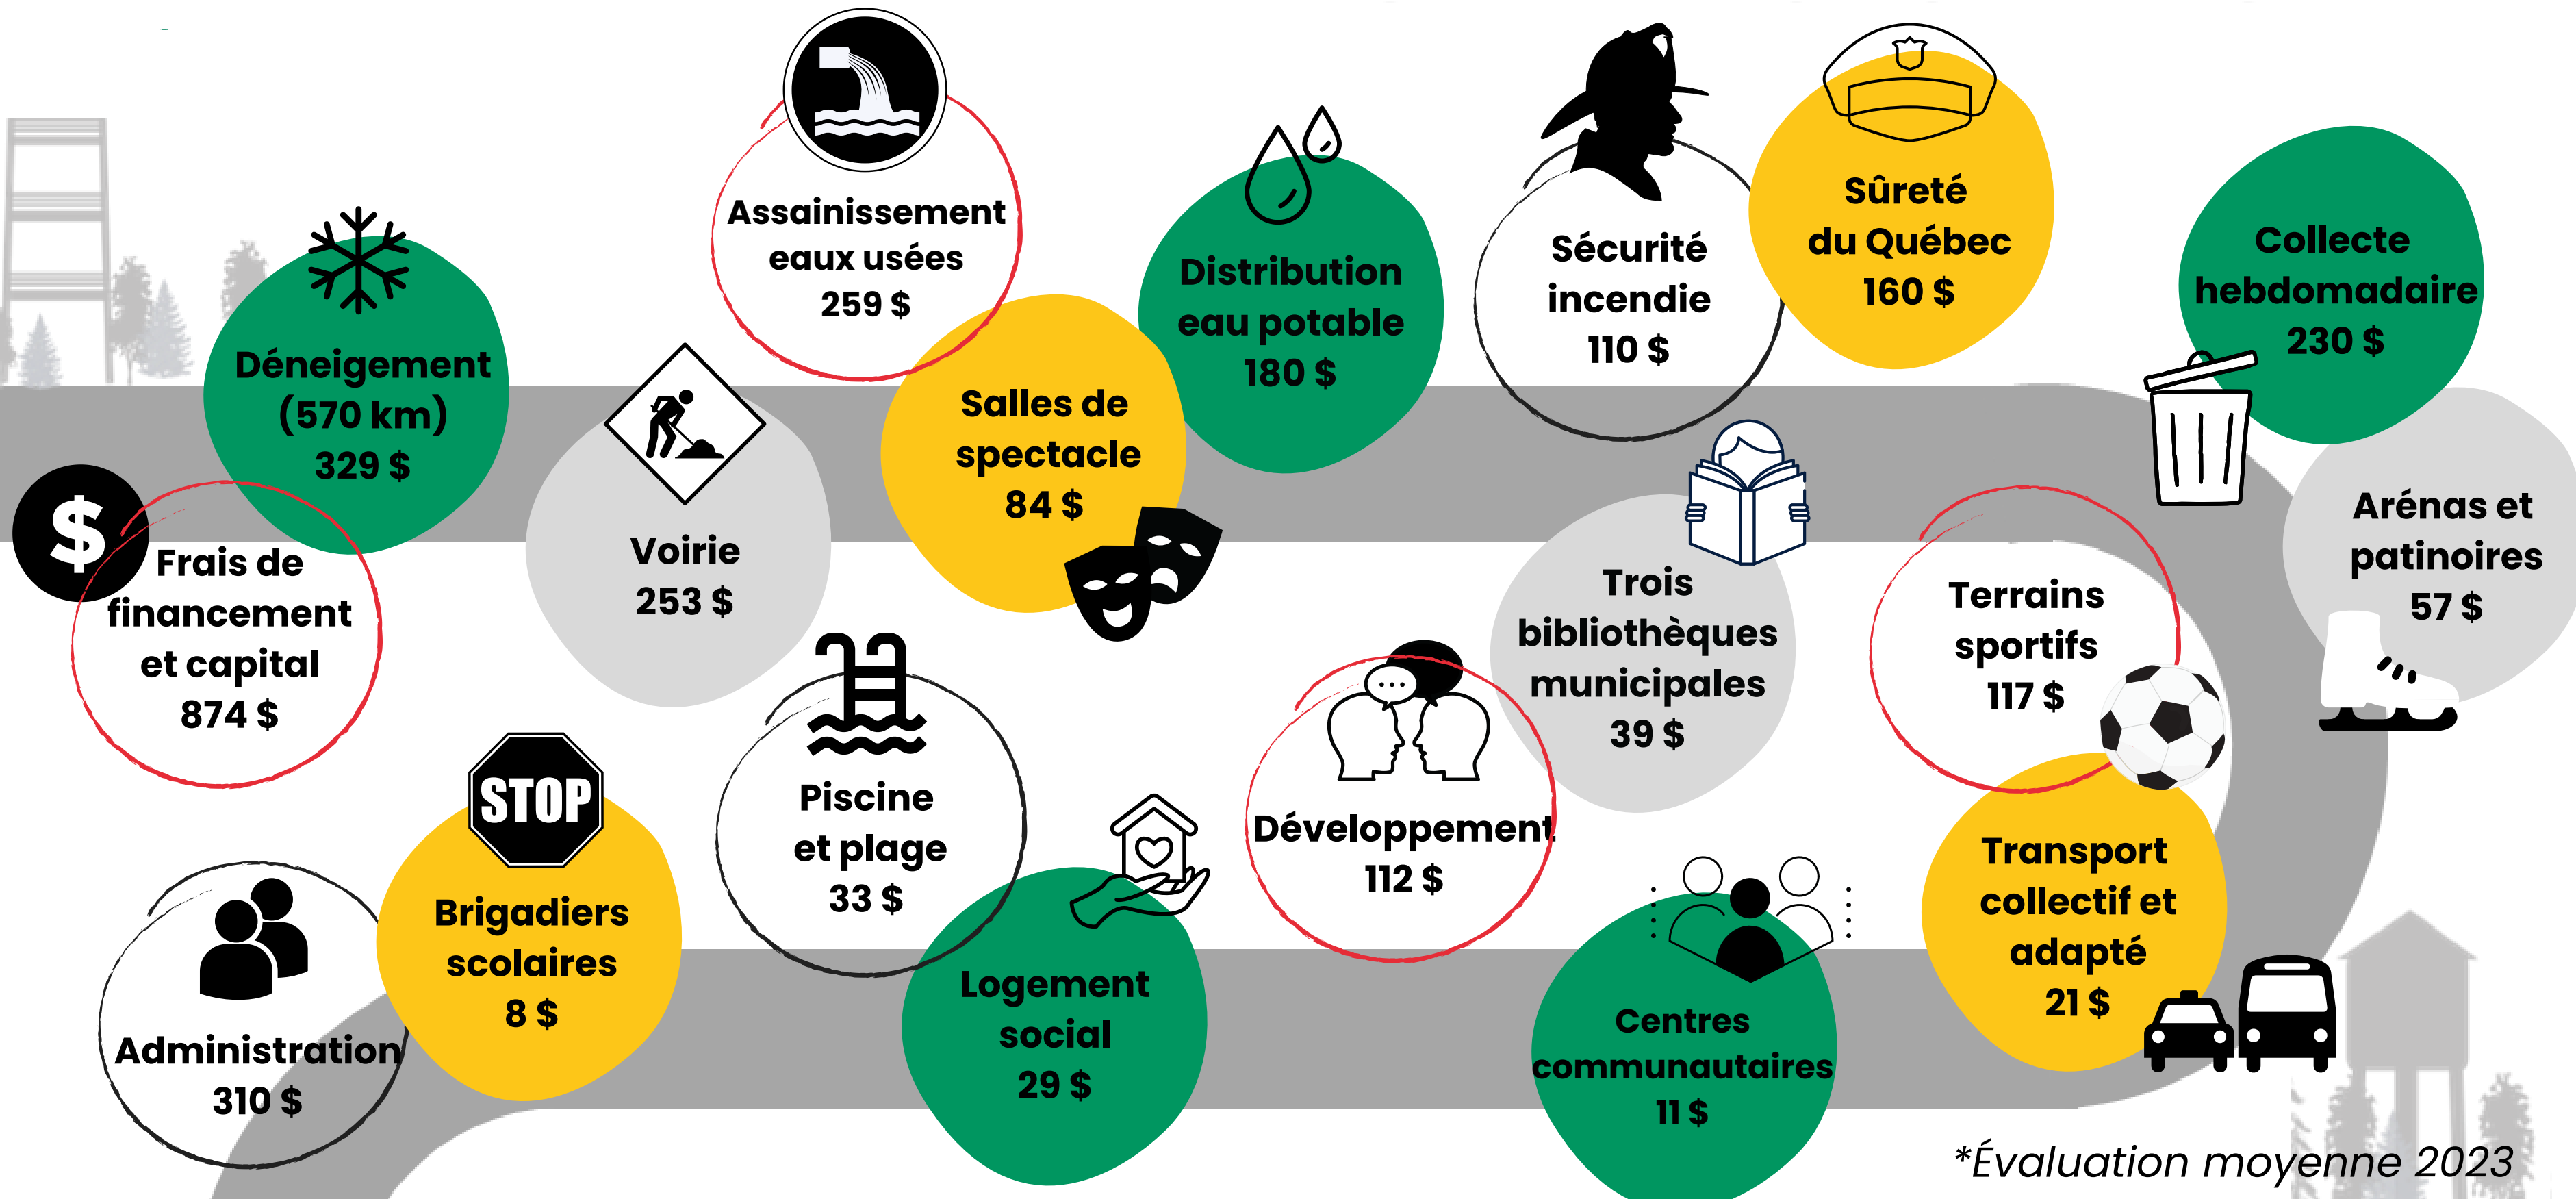 Assainissement
eaux usées
259 $
Sûreté
du Québec
160 $
Sécurité
incendie
110 $
Collecte
hebdomadaire
230 $
Distribution
eau potable
180 $
Déneigement
(570 km)
329 $
Salles de
spectacle
84 $
Arénas et
patinoires
57 $
$
Frais de
financement
et capital
874 $
Voirie
253 $
Trois
bibliothèques
municipales
39 $
Terrains
sportifs
117 $
STOP
Brigadiers
scolaires
8 $
Piscine
et plage
33 $
Développement
112 $
Transport
collectif et
adapté
21 $
Administration
310 $
Logement
social
29 $
Centres
communautaires
11 $
*Évaluation moyenne 2023